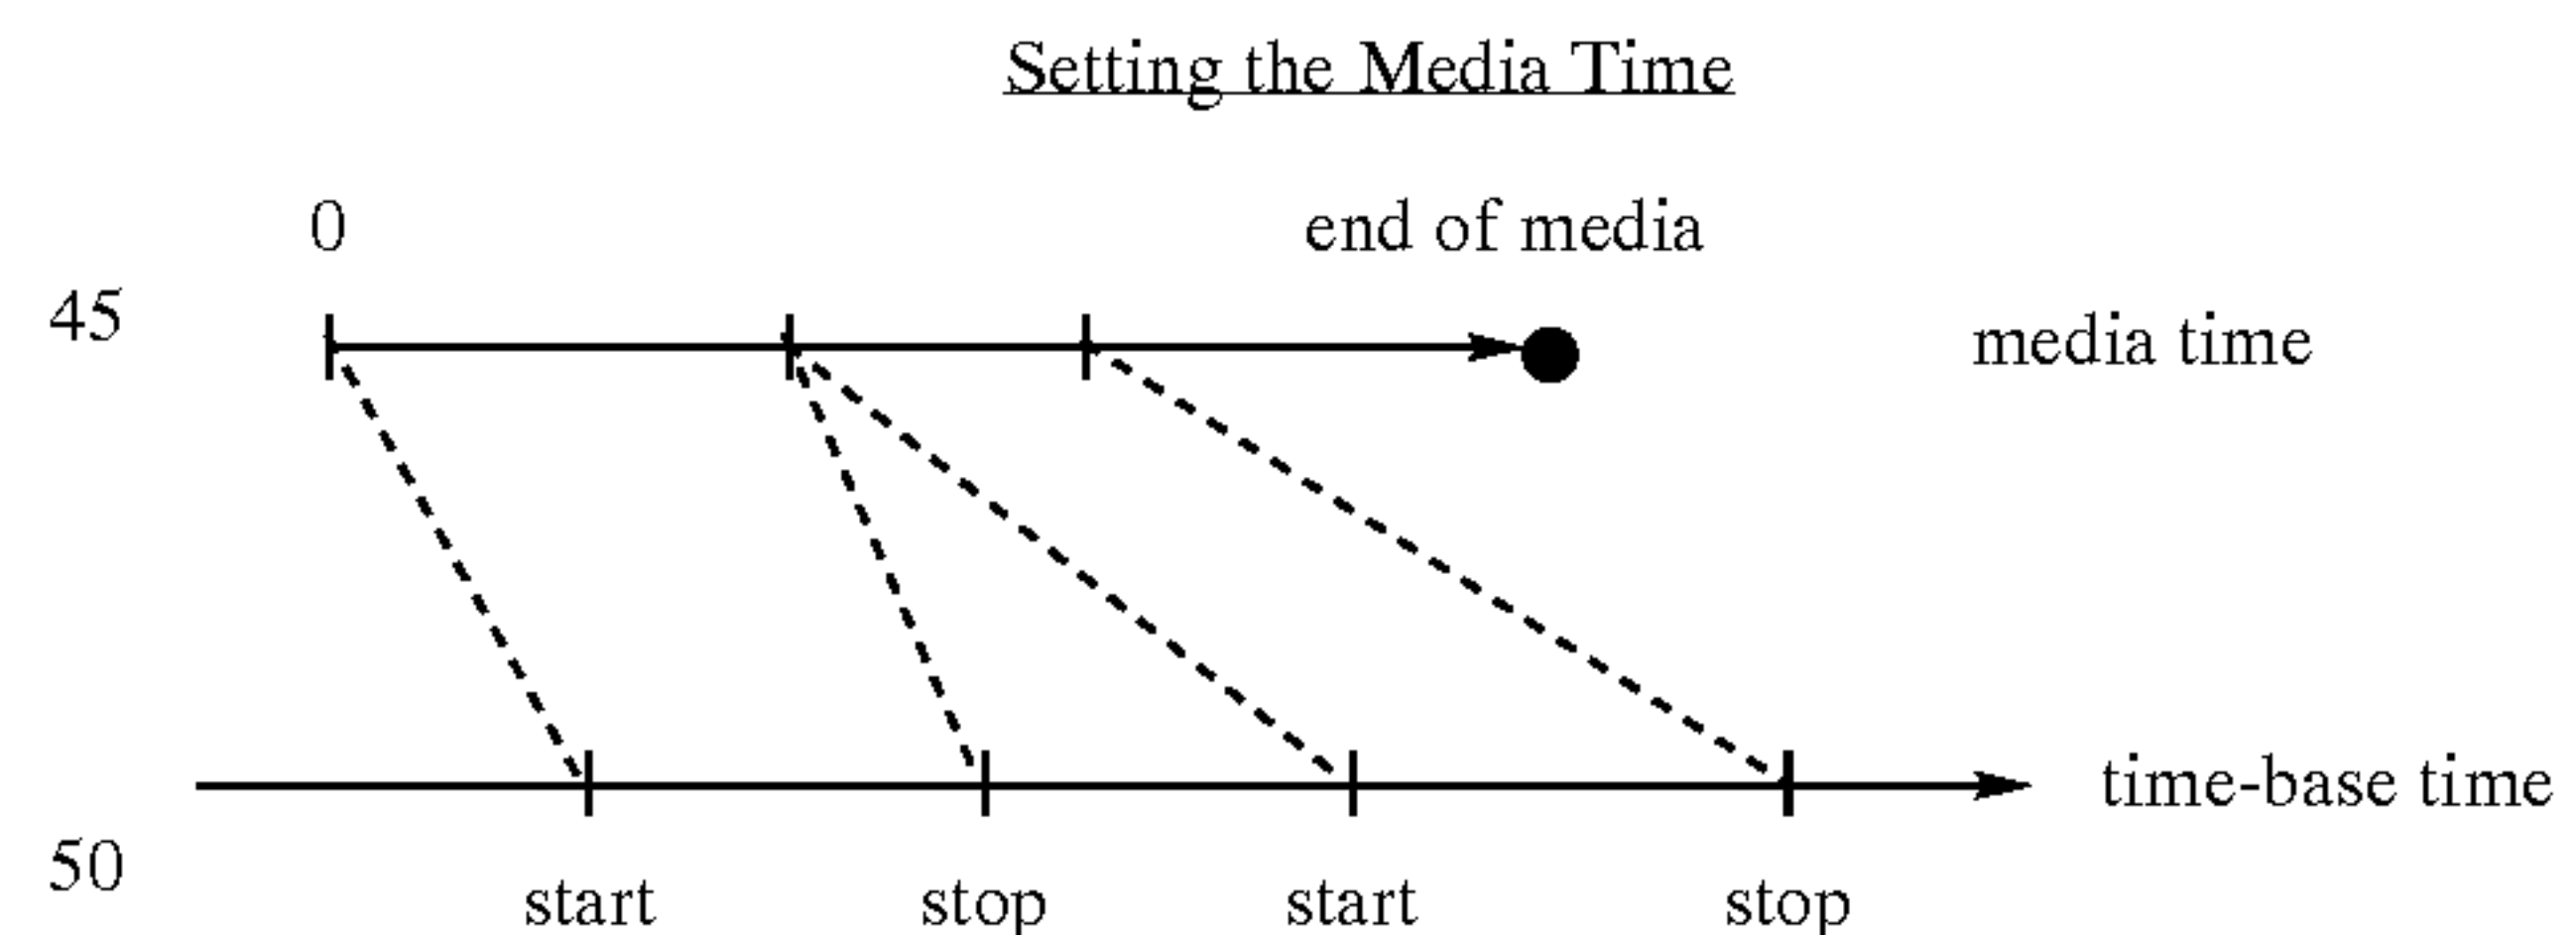 Setting the Media Time
0
end of media
45
media time
time-base time
50
start stop start stop